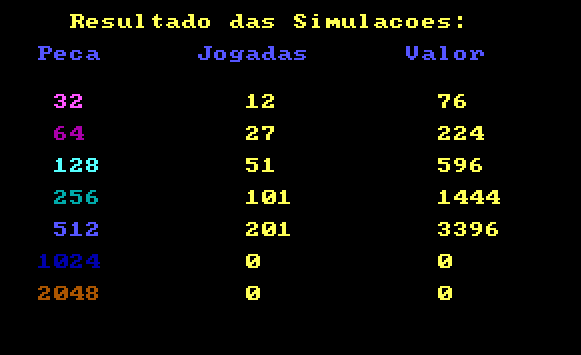 Resultado das Simulacoes:
Peca Jogadas Valor
32 12 76
64 27 224
128 51 596
256 101 1444
512 201 3396
1024 0 0
2048 0 0